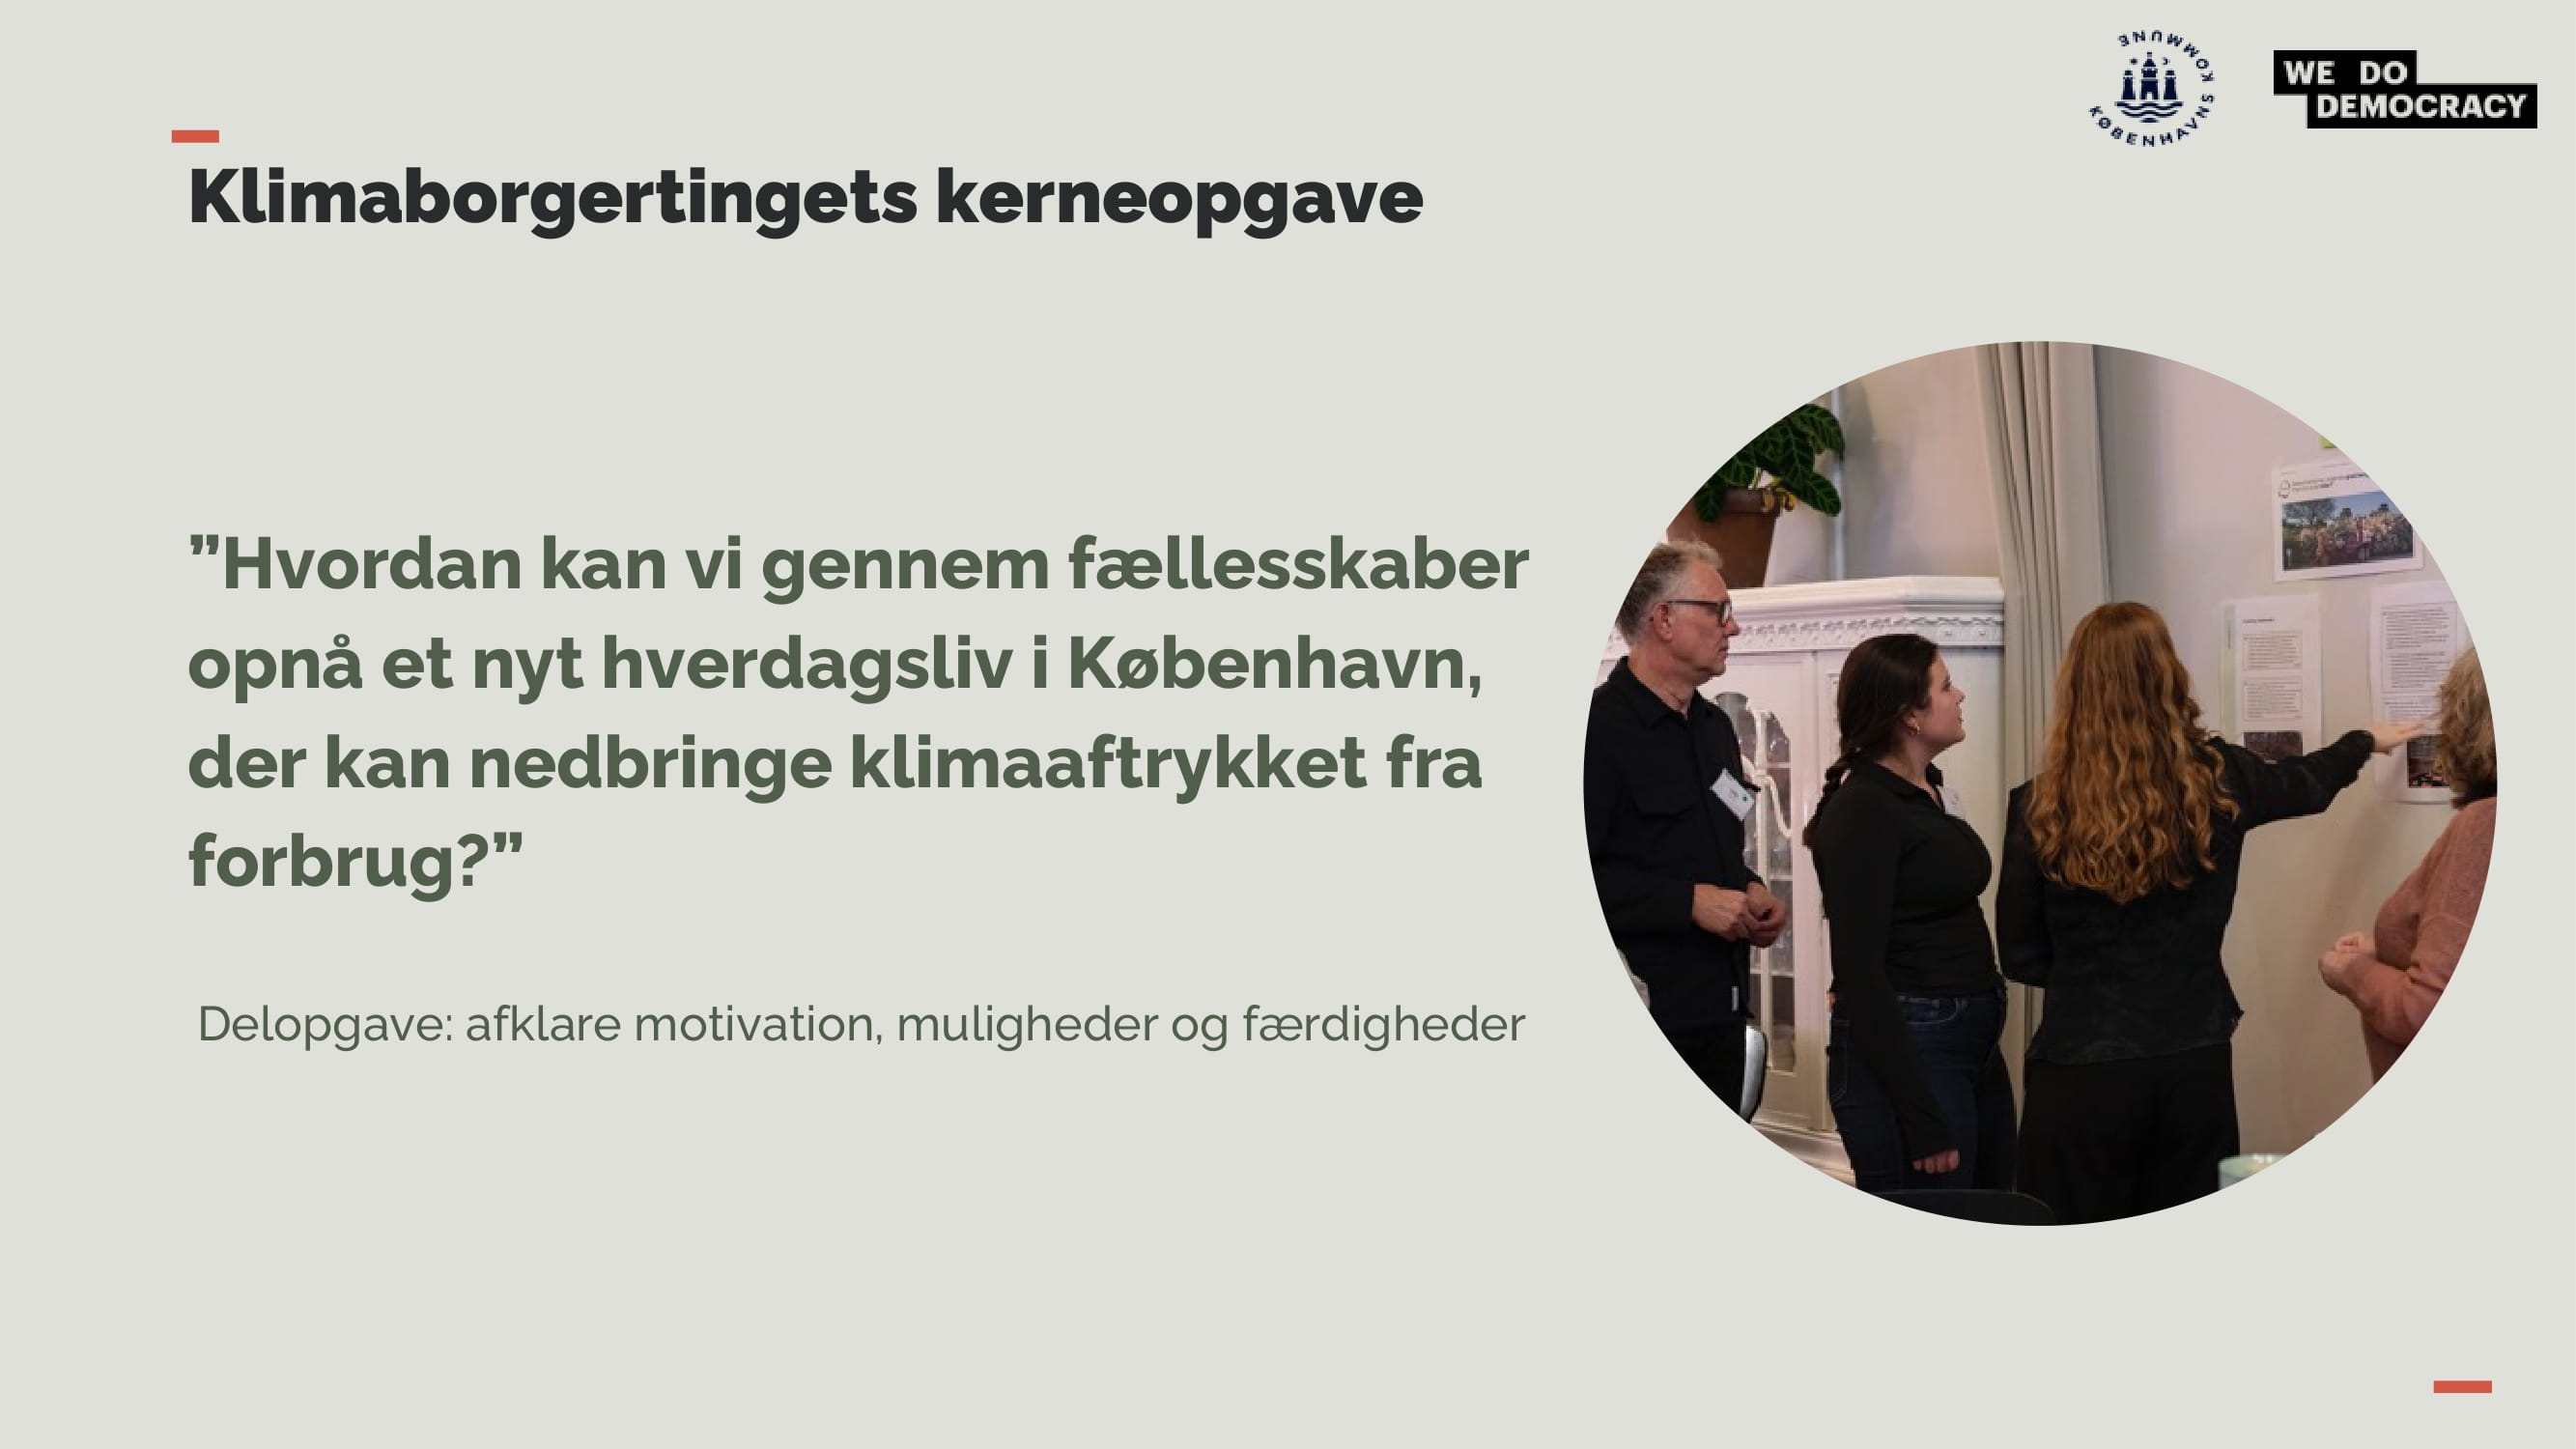 KØBENHAVNS KOMMUNE
WE DO
DEMOCRACY
Klimaborgertingets kerneopgave
”Hvordan kan vi gennem fællesskaber
opnå et nyt hverdagsliv i København,
der kan nedbringe klimaaftrykket fra
forbrug?”
Delopgave: afklare motivation, muligheder og færdigheder